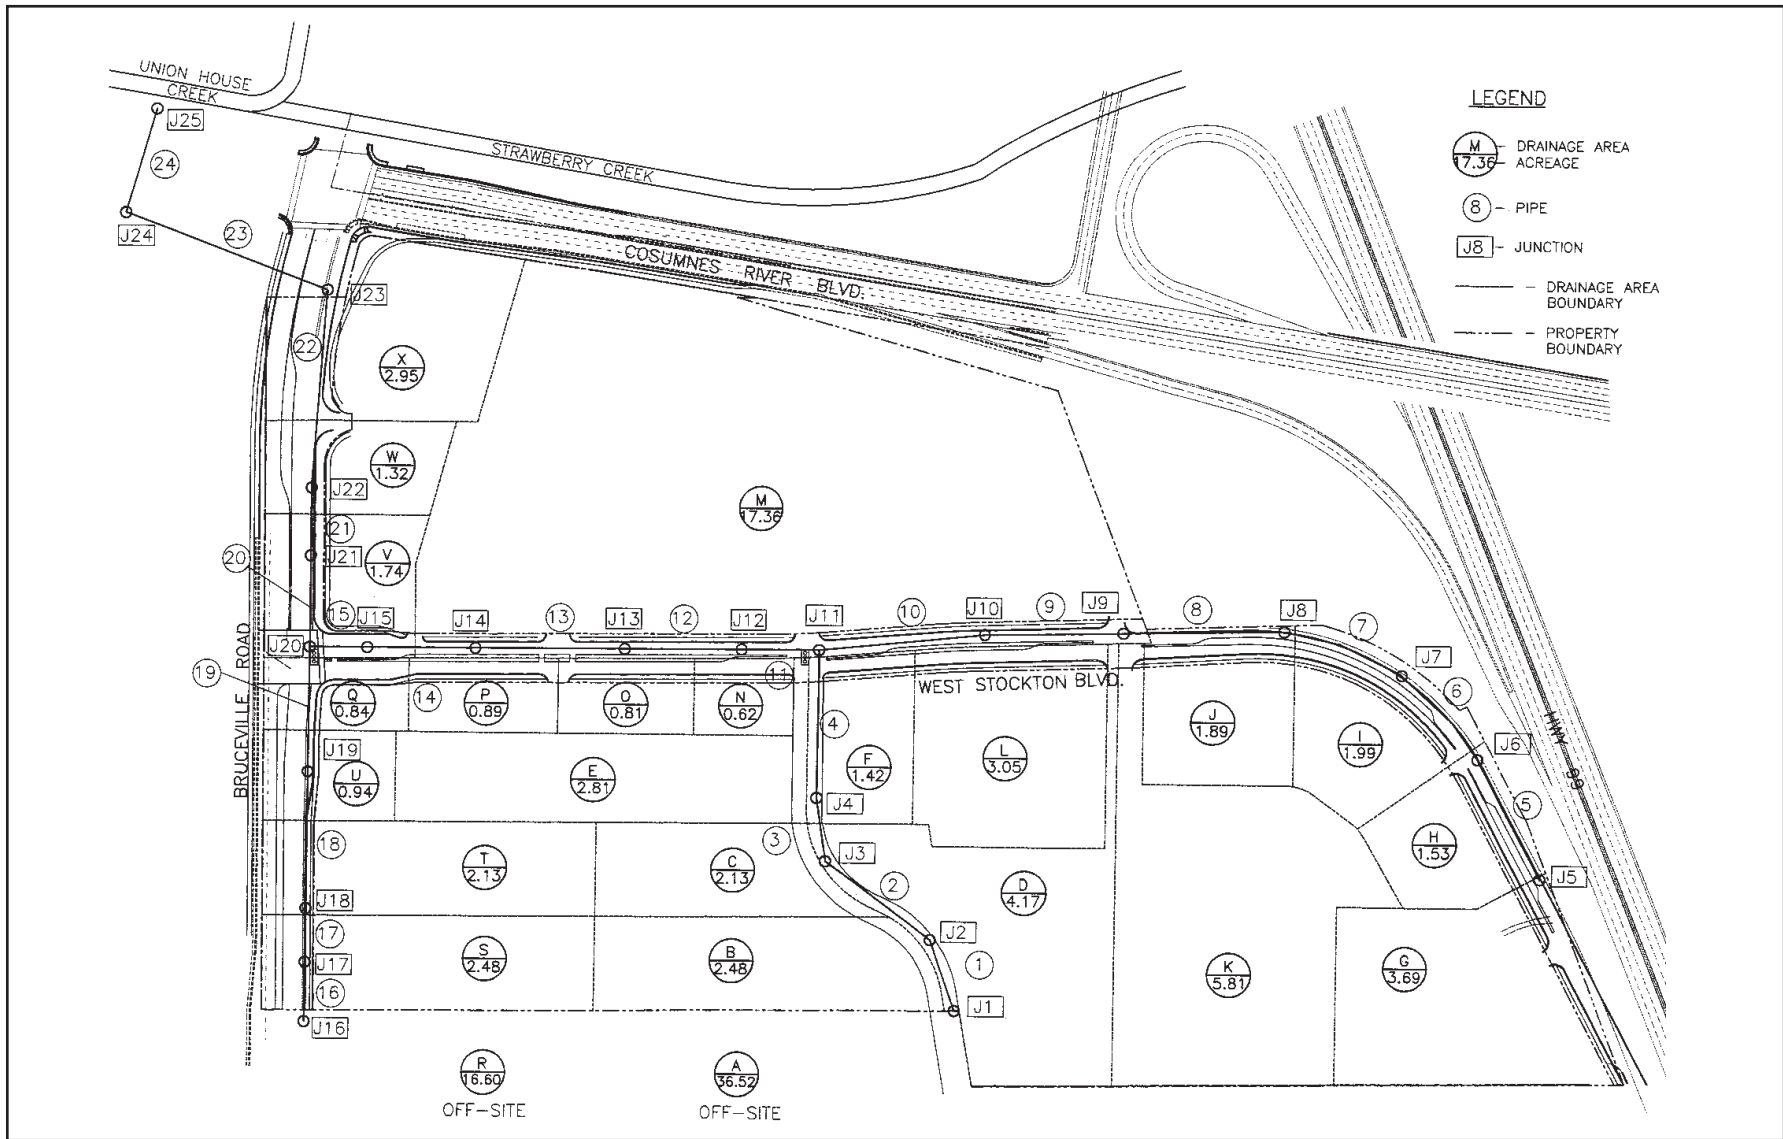 UNION HOUSE
CREEK
J25
24
STRAWBERRY CREEK
LEGEND
M
17.36
- DRAINAGE AREA
ACREAGE
8 - PIPE
J8 - JUNCTION
- DRAINAGE AREA
BOUNDARY
- PROPERTY
BOUNDARY
J24
23
COSUMNES RIVER BLVD.
J23
22
X
2.95
W
1.32
J22
M
17.36
21
J21
20
V
1.74
15
J15
J14
13
J13
12
J12
J11
10
J10
9
J9
8
J8
7
J7
6
J6
5
J5
HWY 99
J20
19
BRUCEVILLE ROAD
WEST STOCKTON BLVD.
Q
0.84
14
P
0.89
O
0.81
N
0.62
11
4
J
1.89
I
1.99
J19
U
0.94
E
2.81
F
1.42
L
3.05
J4
3
J3
H
1.53
18
T
2.13
C
2.13
2
D
4.17
J18
17
J17
16
J16
S
2.48
B
2.48
J2
1
J1
K
5.81
G
3.69
R
16.60
OFF-SITE
A
36.52
OFF-SITE